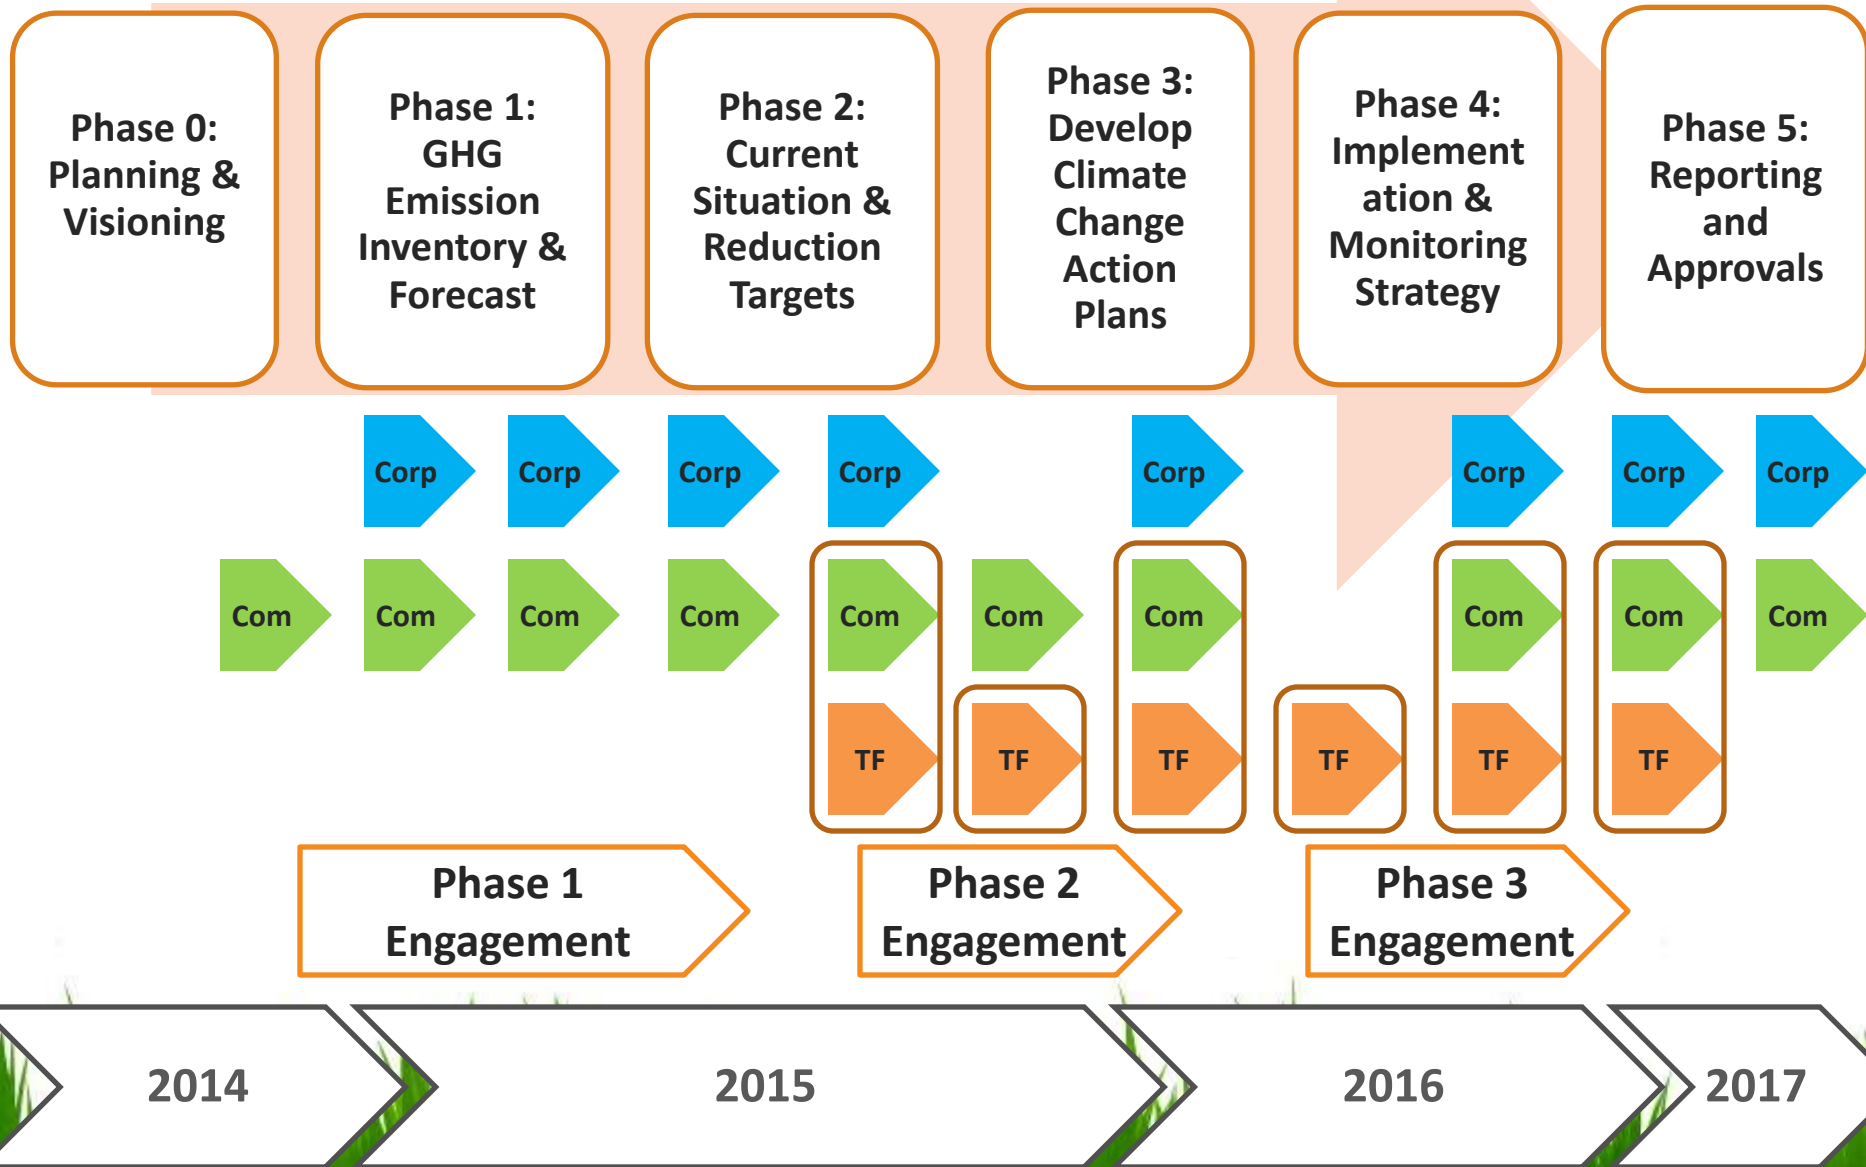 Phase 0:
Planning &
Visioning
Phase 1:
GHG
Emission
Inventory &
Forecast
Phase 2:
Current
Situation &
Reduction
Targets
Phase 3:
Develop
Climate
Change
Action
Plans
Phase 4:
Implement
ation &
Monitoring
Strategy
Phase 5:
Reporting
and
Approvals
Corp Corp Corp Corp Corp Corp Corp Corp
Com Com Com Com Com Com Com Com Com Com
TF TF TF TF TF TF
Phase 1
Engagement
Phase 2
Engagement
Phase 3
Engagement
2014 2015 2016 2017